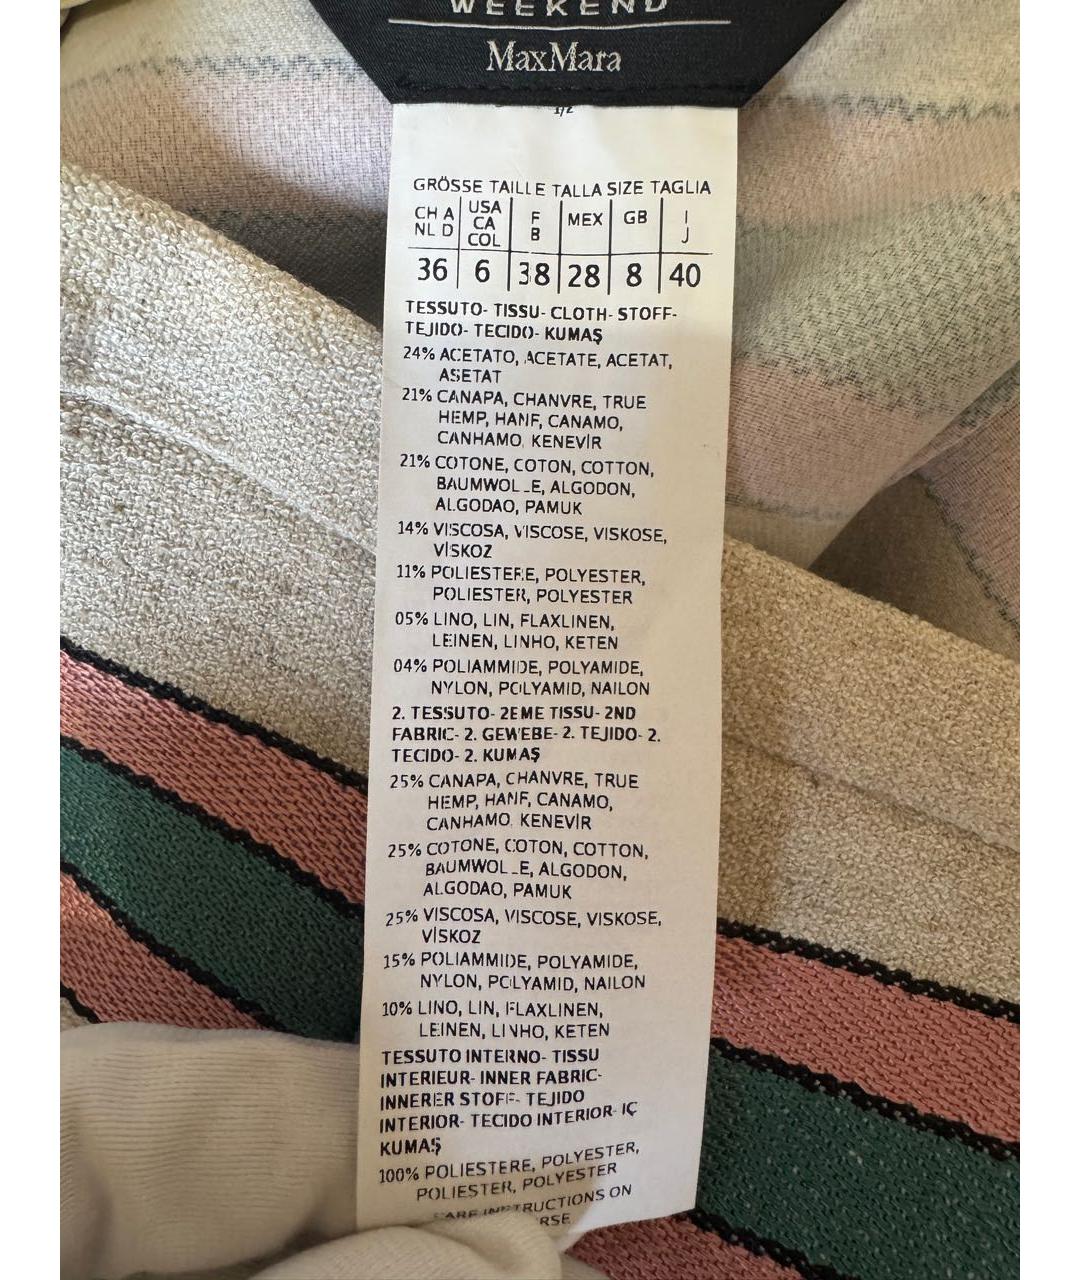 WEEKEND
MaxMara
1/2
GRÖSSE TAILLE TALLA SIZE TAGLIA
CH A NL D USA CA COL F B MEX GB I J
36 6 38 28 8 40
TESSUTO- TISSU- CLOTH- STOFF-
TEJIDO- TECIDO- KUMAŞ
24% ACETATO, ACETATE, ACETAT,
ASETAT
21% CANAPA, CHANVRE, TRUE
HEMP, HANF, CANAMO,
CANHAMO, KENEVİR
21% COTONE, COTON, COTTON,
BAUMWOLLE, ALGODON,
ALGODAO, PAMUK
14% VISCOSA, VISCOSE, VISKOSE,
VİSKOZ
11% POLIESTERE, POLYESTER,
POLIESTER, POLYESTER
05% LINO, LIN, FLAXLINEN,
LEINEN, LINHO, KETEN
04% POLIAMMIDE, POLYAMIDE,
NYLON, POLYAMID, NAILON
2. TESSUTO- 2EME TISSU- 2ND
FABRIC- 2. GEWEBE- 2. TEJIDO- 2.
TECIDO- 2. KUMAŞ
25% CANAPA, CHANVRE, TRUE
HEMP, HANF, CANAMO,
CANHAMO, KENEVİR
25% COTONE, COTON, COTTON,
BAUMWOLLE, ALGODON,
ALGODAO, PAMUK
25% VISCOSA, VISCOSE, VISKOSE,
VİSKOZ
15% POLIAMMIDE, POLYAMIDE,
NYLON, POLYAMID, NAILON
10% LINO, LIN, FLAXLINEN,
LEINEN, LINHO, KETEN
TESSUTO INTERNO- TISSU
INTERIEUR- INNER FABRIC-
INNERER STOFF- TEJIDO
INTERIOR- TECIDO INTERIOR- IÇ
KUMAŞ
100% POLIESTERE, POLYESTER,
POLIESTER, POLYESTER
CARE INSTRUCTIONS ON